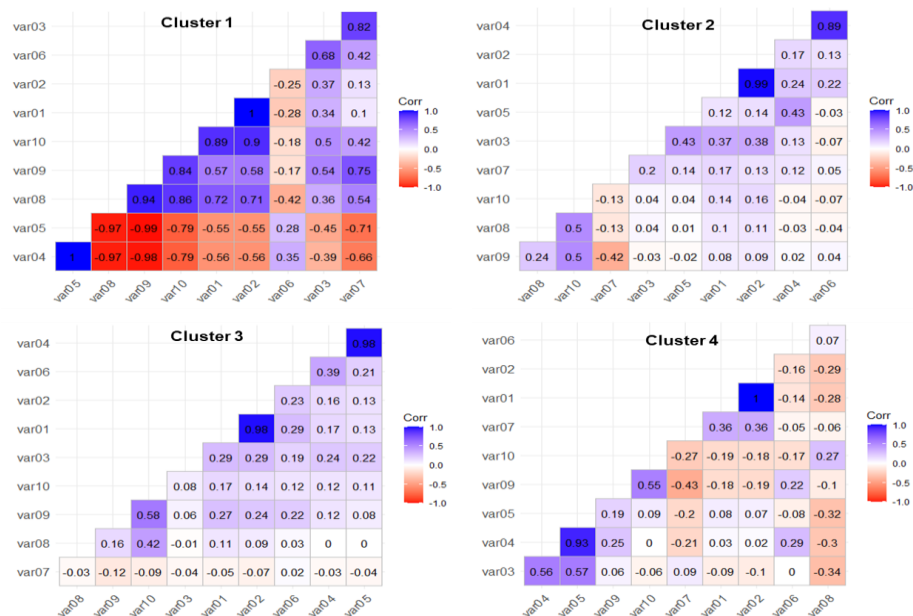 Cluster 1
var03 0.82
var06 0.68 0.42
var02 -0.25 0.37 0.13
var01 1 -0.28 0.34 0.1
var10 0.89 0.9 -0.18 0.5 0.42
var09 0.84 0.57 0.58 -0.17 0.54 0.75
var08 0.94 0.86 0.72 0.71 -0.42 0.36 0.54
var05 -0.97 -0.99 -0.79 -0.55 -0.55 0.28 -0.45 -0.71
var04 1 -0.97 -0.98 -0.79 -0.56 -0.56 0.35 -0.39 -0.66
var05 var08 var09 var10 var01 var02 var06 var03 var07
Corr
1.0
0.5
0.0
-0.5
-1.0
Cluster 2
var04 0.89
var02 0.17 0.13
var01 0.99 0.24 0.22
var05 0.12 0.14 0.43 -0.03
var03 0.43 0.37 0.38 0.13 -0.07
var07 0.2 0.14 0.17 0.13 0.12 0.05
var10 -0.13 0.04 0.04 0.14 0.16 -0.04 -0.07
var08 0.5 -0.13 0.04 0.01 0.1 0.11 -0.03 -0.04
var09 0.24 0.5 -0.42 -0.03 -0.02 0.08 0.09 0.02 0.04
var08 var10 var07 var03 var05 var01 var02 var04 var06
Corr
1.0
0.5
0.0
-0.5
-1.0
Cluster 3
var04 0.98
var06 0.39 0.21
var02 0.23 0.16 0.13
var01 0.98 0.29 0.17 0.13
var03 0.29 0.29 0.19 0.24 0.22
var10 0.08 0.17 0.14 0.12 0.12 0.11
var09 0.58 0.06 0.27 0.24 0.22 0.12 0.08
var08 0.16 0.42 -0.01 0.11 0.09 0.03 0 0
var07 -0.03 -0.12 -0.09 -0.04 -0.05 -0.07 0.02 -0.03 -0.04
var08 var09 var10 var03 var01 var02 var06 var04 var05
Corr
1.0
0.5
0.0
-0.5
-1.0
Cluster 4
var06 0.07
var02 -0.16 -0.29
var01 1 -0.14 -0.28
var07 0.36 0.36 -0.05 -0.06
var10 -0.27 -0.19 -0.18 -0.17 0.27
var09 0.55 -0.43 -0.18 -0.19 0.22 -0.1
var05 0.19 0.09 -0.2 0.08 0.07 -0.08 -0.32
var04 0.93 0.25 0 -0.21 0.03 0.02 0.29 -0.3
var03 0.56 0.57 0.06 -0.06 0.09 -0.09 -0.1 0 -0.34
var04 var05 var09 var10 var07 var01 var02 var06 var08
Corr
1.0
0.5
0.0
-0.5
-1.0